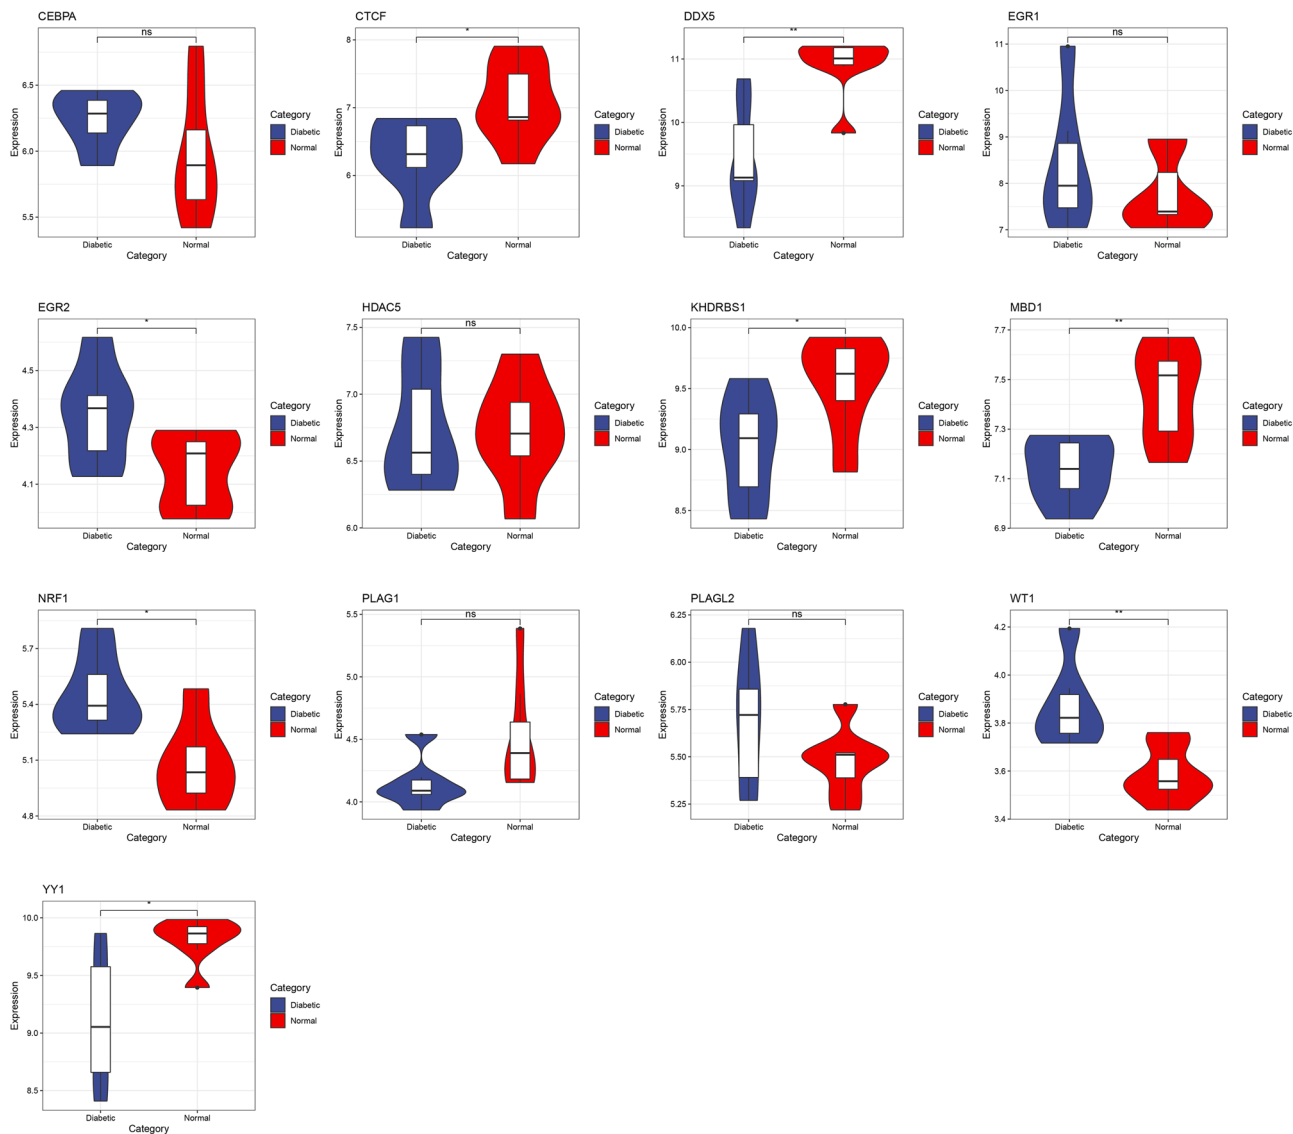 CEBPA
ns
6.5
6.0
5.5
Expression
Diabetic
Normal
Category
Category
Diabetic
Normal
CTCF
*
8
7
6
Expression
Diabetic
Normal
Category
Category
Diabetic
Normal
DDX5
**
11
10
9
Expression
Diabetic
Normal
Category
Category
Diabetic
Normal
EGR1
ns
11
10
9
8
7
Expression
Diabetic
Normal
Category
Category
Diabetic
Normal
EGR2
*
4.5
4.3
4.1
Expression
Diabetic
Normal
Category
Category
Diabetic
Normal
HDAC5
ns
7.5
7.0
6.5
6.0
Expression
Diabetic
Normal
Category
Category
Diabetic
Normal
KHDRBS1
*
10.0
9.5
9.0
8.5
Expression
Diabetic
Normal
Category
Category
Diabetic
Normal
MBD1
**
7.7
7.5
7.3
7.1
6.9
Expression
Diabetic
Normal
Category
Category
Diabetic
Normal
NRF1
*
5.7
5.4
5.1
4.8
Expression
Diabetic
Normal
Category
Category
Diabetic
Normal
PLAG1
ns
5.5
5.0
4.5
4.0
Expression
Diabetic
Normal
Category
Category
Diabetic
Normal
PLAGL2
ns
6.25
6.00
5.75
5.50
5.25
Expression
Diabetic
Normal
Category
Category
Diabetic
Normal
WT1
**
4.2
4.0
3.8
3.6
3.4
Expression
Diabetic
Normal
Category
Category
Diabetic
Normal
YY1
*
10.0
9.5
9.0
8.5
Expression
Diabetic
Normal
Category
Category
Diabetic
Normal